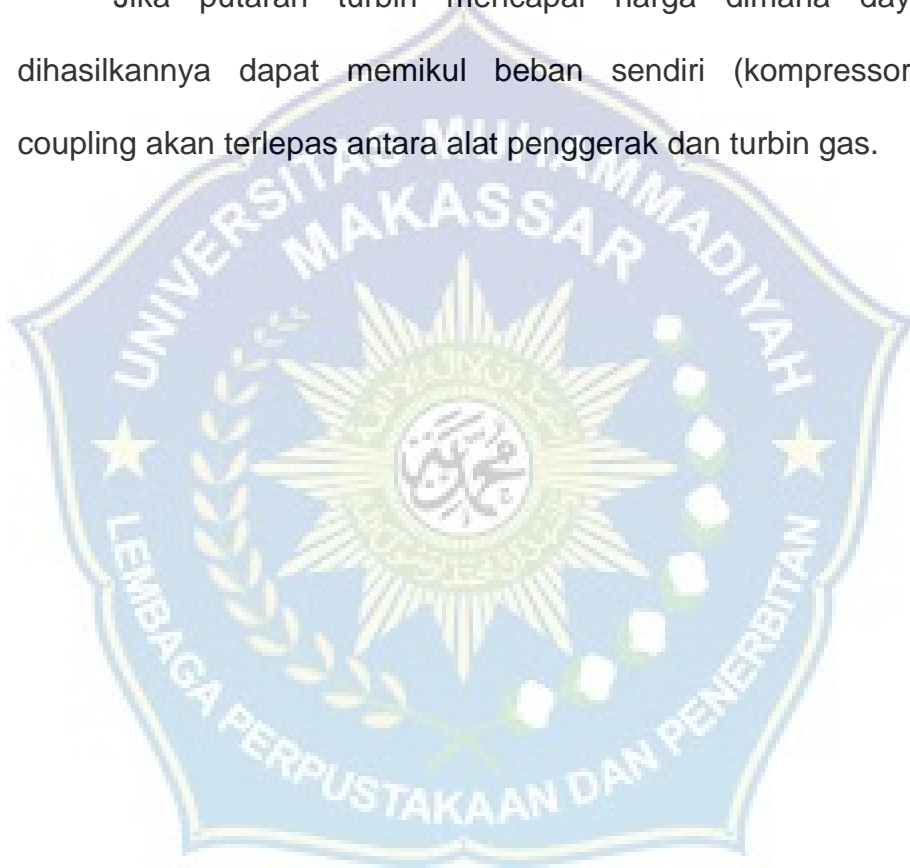 Jika putaran turbin mencapai harga dimana day
dihasilkannya dapat memikul beban sendiri (kompressor
coupling akan terlepas antara alat penggerak dan turbin gas.
UNIVERSITAS MUHAMMADIYAH
MAKASSAR
LEMBAGA PERPUSTAKAAN DAN PENERBITAN